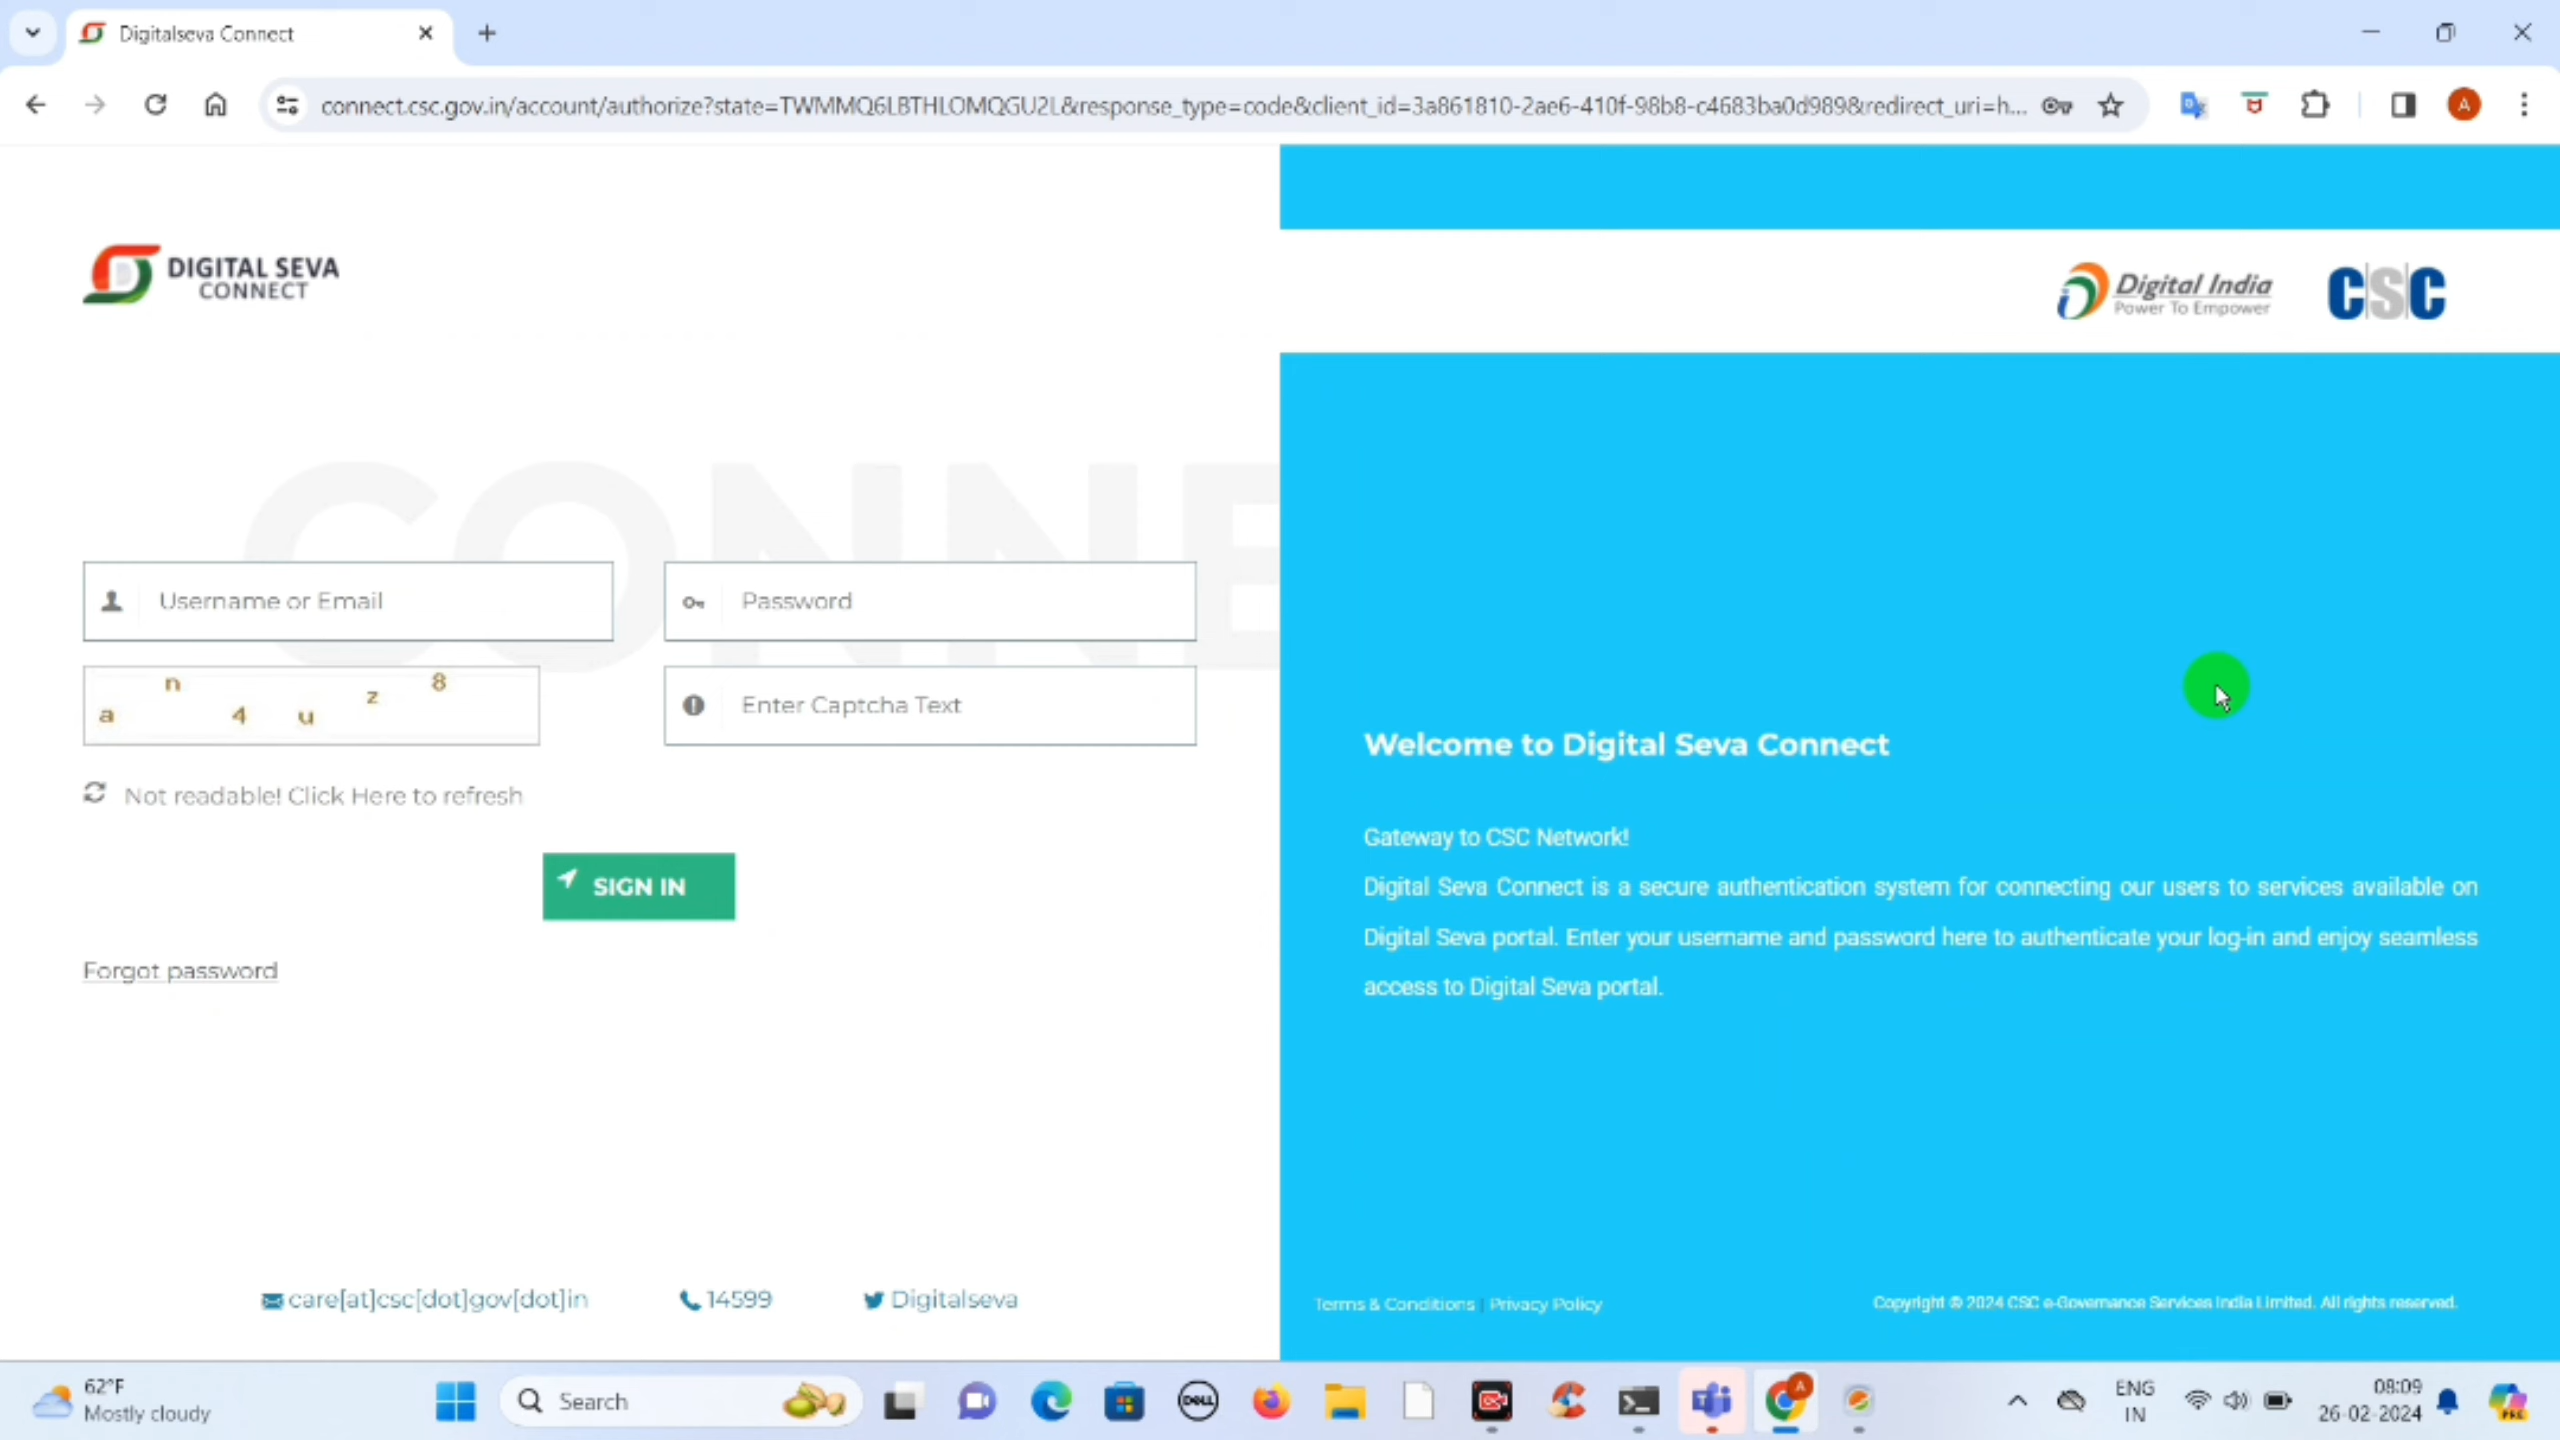 Digitalseva Connect
connect.csc.gov.in/account/authorize?state=TWMMQ6LBTHLOMQGU2L&response_type=code&client_id=3a861810-2ae6-410f-98b8-c4683ba0d989&redirect_uri=h...
A
DIGITAL SEVA
CONNECT
Digital India
Power To Empower
CSC
CONNE
Username or Email
Password
a n 4 u z 8
Enter Captcha Text
Not readable! Click Here to refresh
SIGN IN
Forgot password
Welcome to Digital Seva Connect
Gateway to CSC Network!
Digital Seva Connect is a secure authentication system for connecting our users to services available on
Digital Seva portal. Enter your username and password here to authenticate your log-in and enjoy seamless
access to Digital Seva portal.
care[at]csc[dot]gov[dot]in
14599
Digitalseva
Terms & Conditions | Privacy Policy
Copyright © 2024 CSC e-Governance Services India Limited. All rights reserved.
62°F
Mostly cloudy
Search
DELL
A
ENG
IN
08:09
26-02-2024
PRE